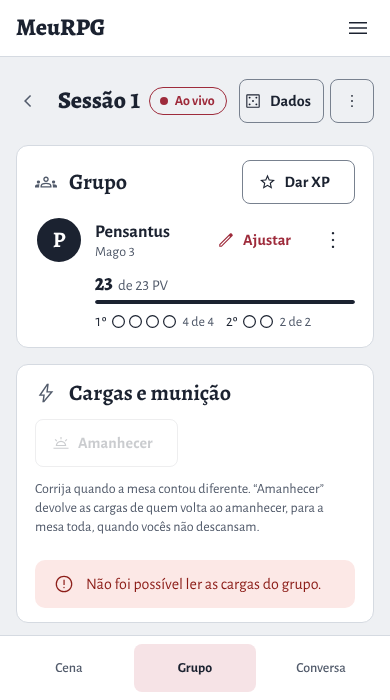 MeuRPG
Sessão 1
Ao vivo
Dados
Grupo
Dar XP
P
Pensantus
Mago 3
Ajustar
23 de 23 PV
1º 4 de 4 2º 2 de 2
Cargas e munição
Amanhecer
Corrija quando a mesa contou diferente. “Amanhecer”
devolve as cargas de quem volta ao amanhecer, para a
mesa toda, quando vocês não descansam.
Não foi possível ler as cargas do grupo.
Cena
Grupo
Conversa